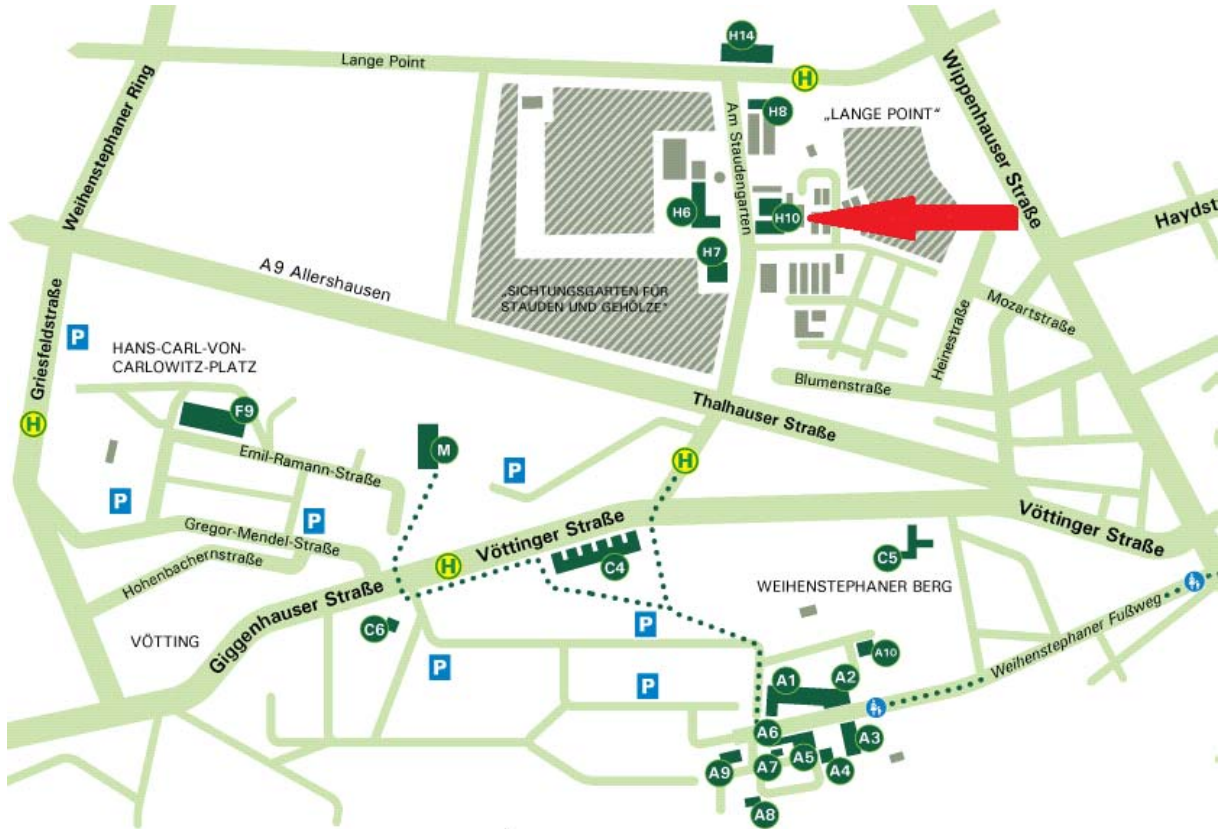 H14
Lange Point
H
Weihenstephaner Ring
Wippenhauser Straße
Am Staudengarten
H8
„LANGE POINT“
H6
H10
H7
A9 Allershausen
„SICHTUNGSGARTEN FÜR
STAUDEN UND GEHÖLZE“
Heinestraße
Mozartstraße
Griesfeldstraße
P
HANS-CARL-VON-
CARLOWITZ-PLATZ
Blumenstraße
Thalhauser Straße
F9
H
M
Emil-Ramann-Straße
P
H
P
P
Gregor-Mendel-Straße
Hohenbachernstraße
Vöttinger Straße
Vöttinger Straße
H
C4
C5
WEIHENSTEPHANER BERG
Giggenhauser Straße
VÖTTING
C6
P
P
P
Weihenstephaner Fußweg
A10
A1
A2
A6
A3
A9
A7
A5
A4
A8